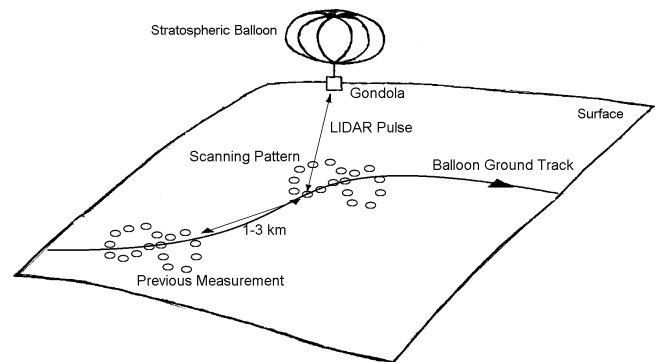 Stratospheric Balloon
Gondola
Surface
LIDAR Pulse
Scanning Pattern
Balloon Ground Track
1-3 km
Previous Measurement